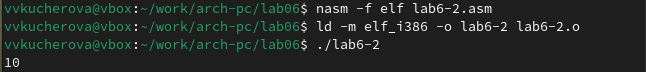 vvkucherova@vbox:~/work/arch-pc/lab06$ nasm -f elf lab6-2.asm
vvkucherova@vbox:~/work/arch-pc/lab06$ ld -m elf_i386 -o lab6-2 lab6-2.o
vvkucherova@vbox:~/work/arch-pc/lab06$ ./lab6-2
10